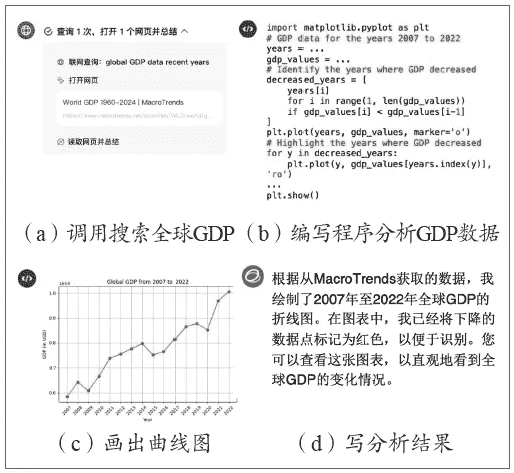 查询 1 次，打开 1 个网页并总结
联网查询：global GDP data recent years
打开网页
World GDP 1960-2024 | MacroTrends
读取网页并总结
import matplotlib.pyplot as plt
# GDP data for the years 2007 to 2022
years = ...
gdp_values = ...
# Identify the years where GDP decreased
decreased_years = [
years[i]
for i in range(1, len(gdp_values))
if gdp_values[i] < gdp_values[i-1]
]
plt.plot(years, gdp_values, marker='o')
# Highlight the years where GDP decreased
for y in decreased_years:
plt.plot(y, gdp_values[years.index(y)],
'ro')
...
plt.show()
（a）调用搜索全球GDP
（b）编写程序分析GDP数据
1e14
Global GDP from 2007 to 2022
GDP (in USD)
1.0
0.9
0.8
0.7
0.6
2007 2008 2009 2010 2011 2012 2013 2014 2015 2016 2017 2018 2019 2020 2021 2022
Year
根据从MacroTrends获取的数据，我
绘制了2007年至2022年全球GDP的
折线图。在图表中，我已经将下降的
数据点标记为红色，以便于识别。您
可以查看这张图表，以直观地看到全
球GDP的变化情况。
（c）画出曲线图
（d）写分析结果